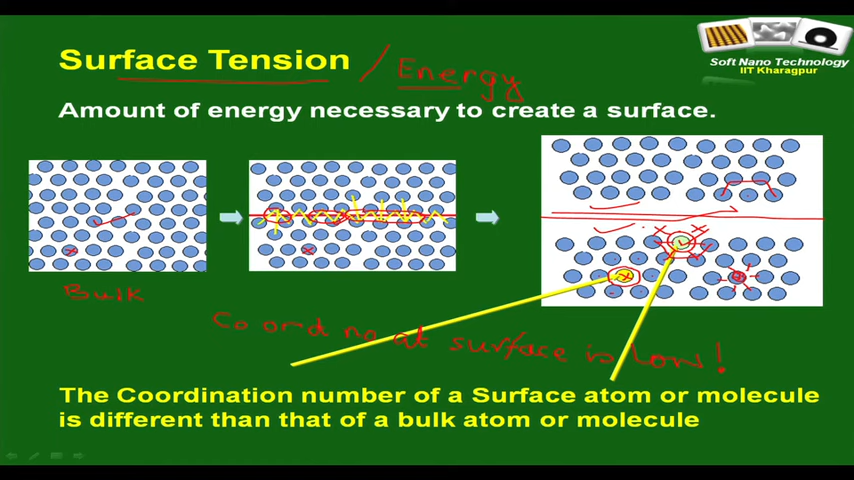 Surface Tension / Energy
Soft Nano Technology
IIT Kharagpur
Amount of energy necessary to create a surface.
Bulk
Coord no at surface is Low!
The Coordination number of a Surface atom or molecule
is different than that of a bulk atom or molecule